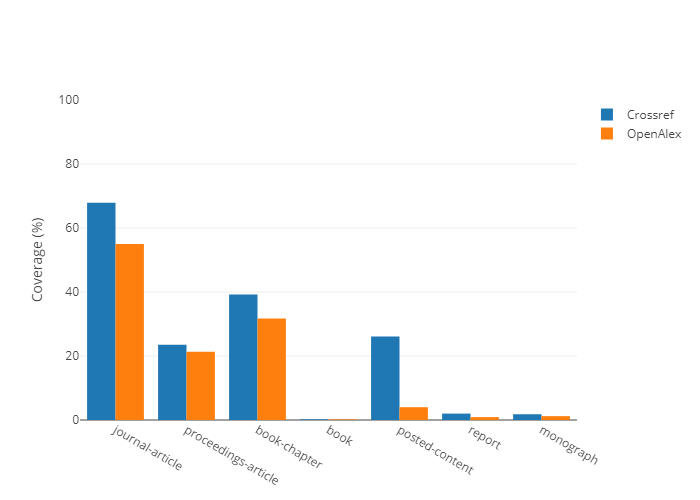 100
80
60
40
20
0
Coverage (%)
journal-article
proceedings-article
book-chapter
book
posted-content
report
monograph
Crossref
OpenAlex